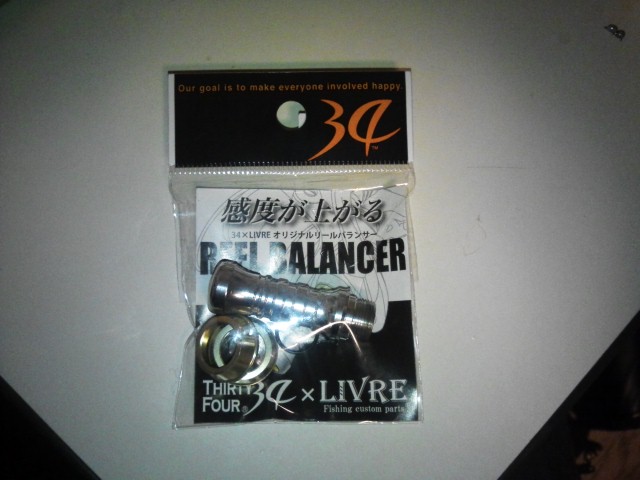 Our goal is to make everyone involved happy.
34
TM
感度が上がる
34×LIVRE オリジナルリールバランサー
REEL BALANCER
THIRTY FOUR® 34 × LIVRE
Fishing custom parts